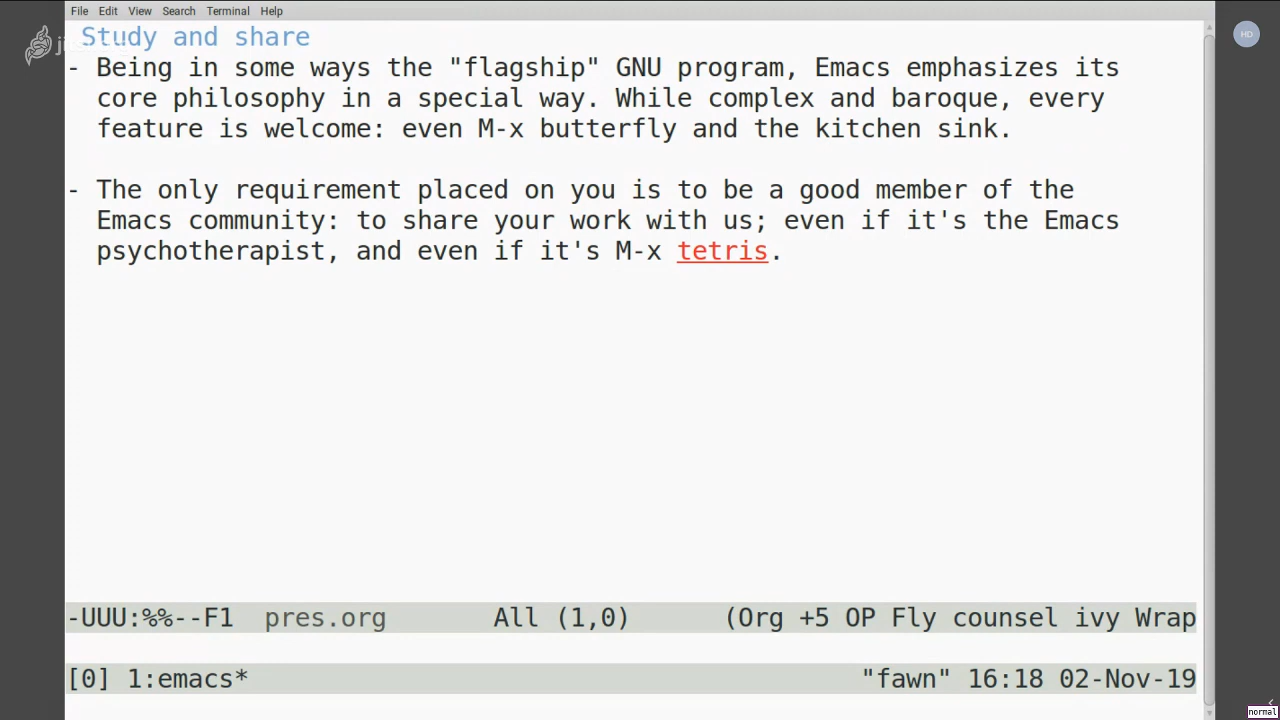 File Edit View Search Terminal Help
Study and share
- Being in some ways the "flagship" GNU program, Emacs emphasizes its
core philosophy in a special way. While complex and baroque, every
feature is welcome: even M-x butterfly and the kitchen sink.
- The only requirement placed on you is to be a good member of the
Emacs community: to share your work with us; even if it's the Emacs
psychotherapist, and even if it's M-x tetris.
-UUU:%%--F1 pres.org All (1,0) (Org +5 OP Fly counsel ivy Wrap
[0] 1:emacs* "fawn" 16:18 02-Nov-19
HD
normal